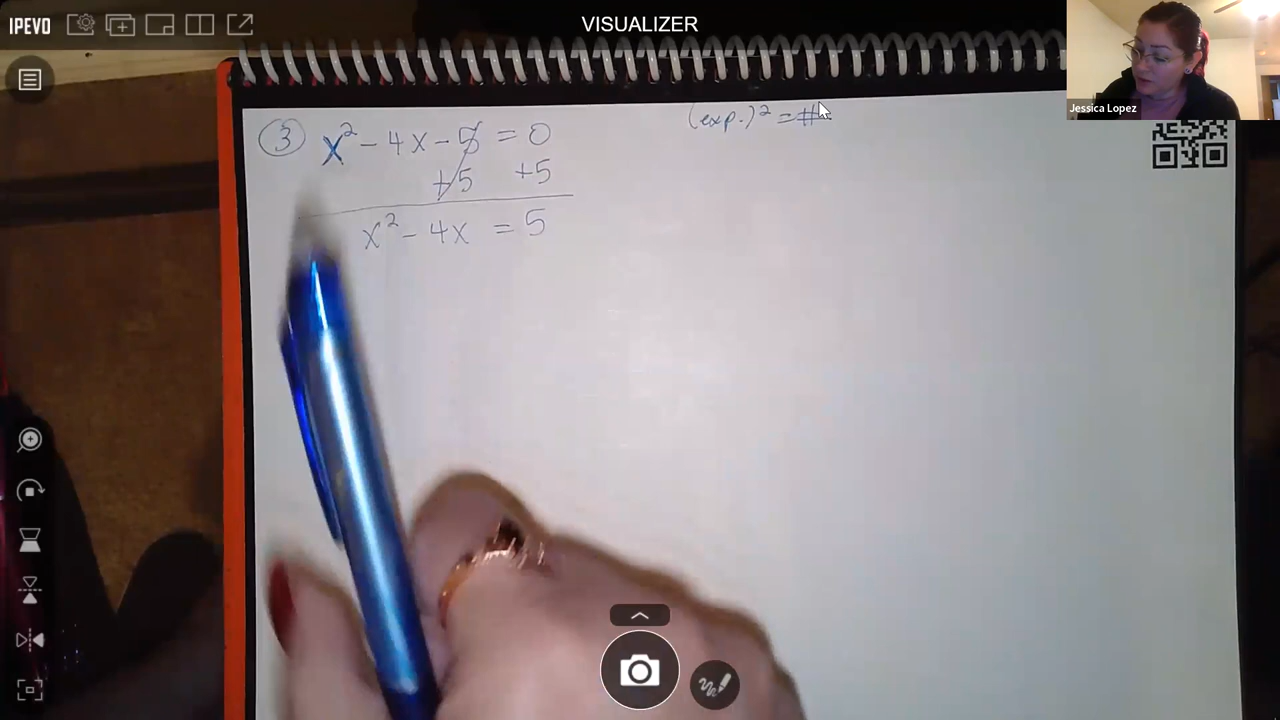 IPEVO
VISUALIZER
Jessica Lopez
(exp.)² = #
③ x² - 4x - 5 = 0
+5 +5
x² - 4x = 5